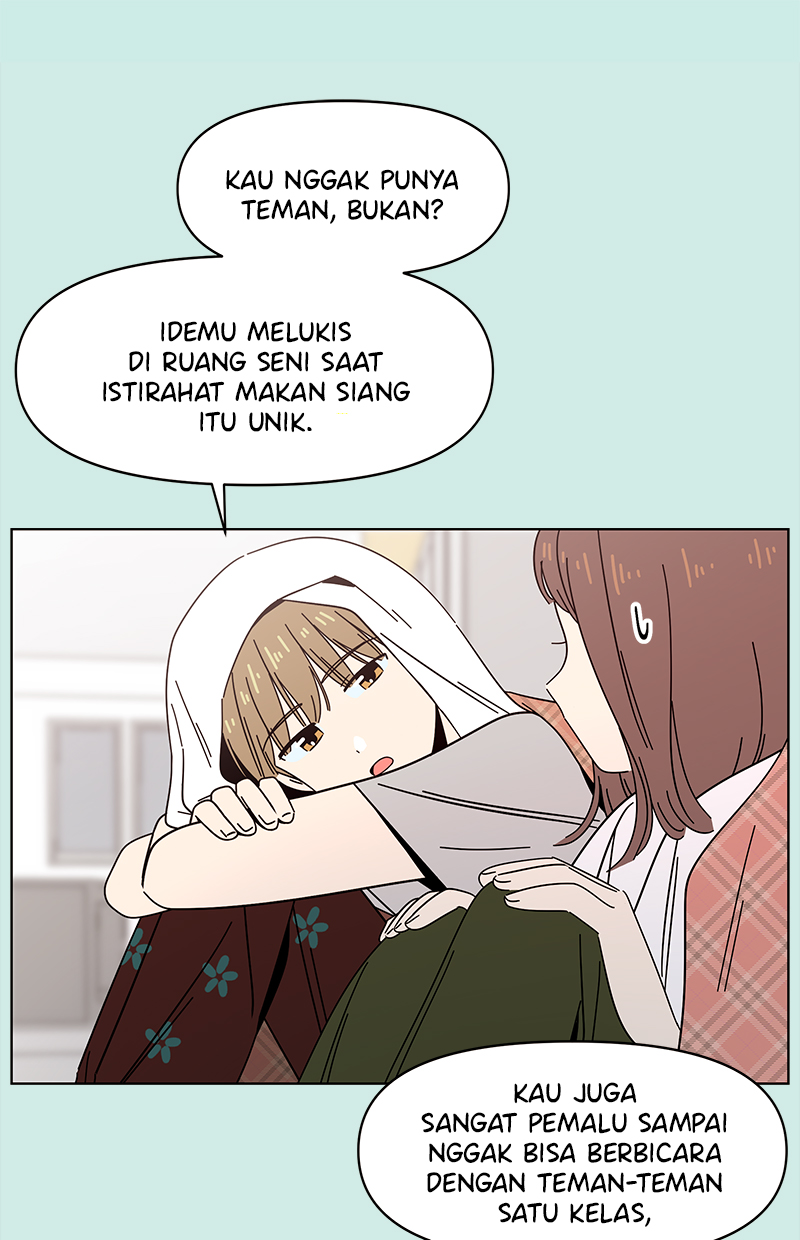 KAU NGGAK PUNYA
TEMAN, BUKAN?
IDEMU MELUKIS
DI RUANG SENI SAAT
ISTIRAHAT MAKAN SIANG
ITU UNIK.
KAU JUGA
SANGAT PEMALU SAMPAI
NGGAK BISA BERBICARA
DENGAN TEMAN-TEMAN
SATU KELAS,